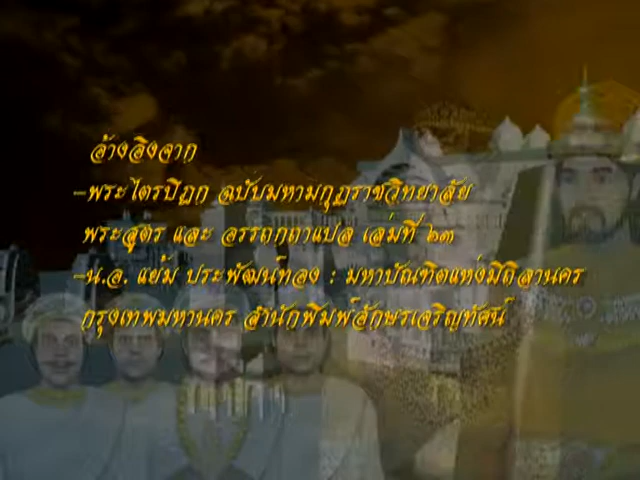 อ้างอิงจาก
-พระไตรปิฎก ฉบับมหามกุฏราชวิทยาลัย
พระสูตร และ อรรถกถาแปล เล่มที่ ๖๓
-น.อ. แย้ม ประพัฒน์ทอง : มหาบัณฑิตแห่งมิถิลานคร
กรุงเทพมหานคร สำนักพิมพ์อักษรเจริญทัศน์